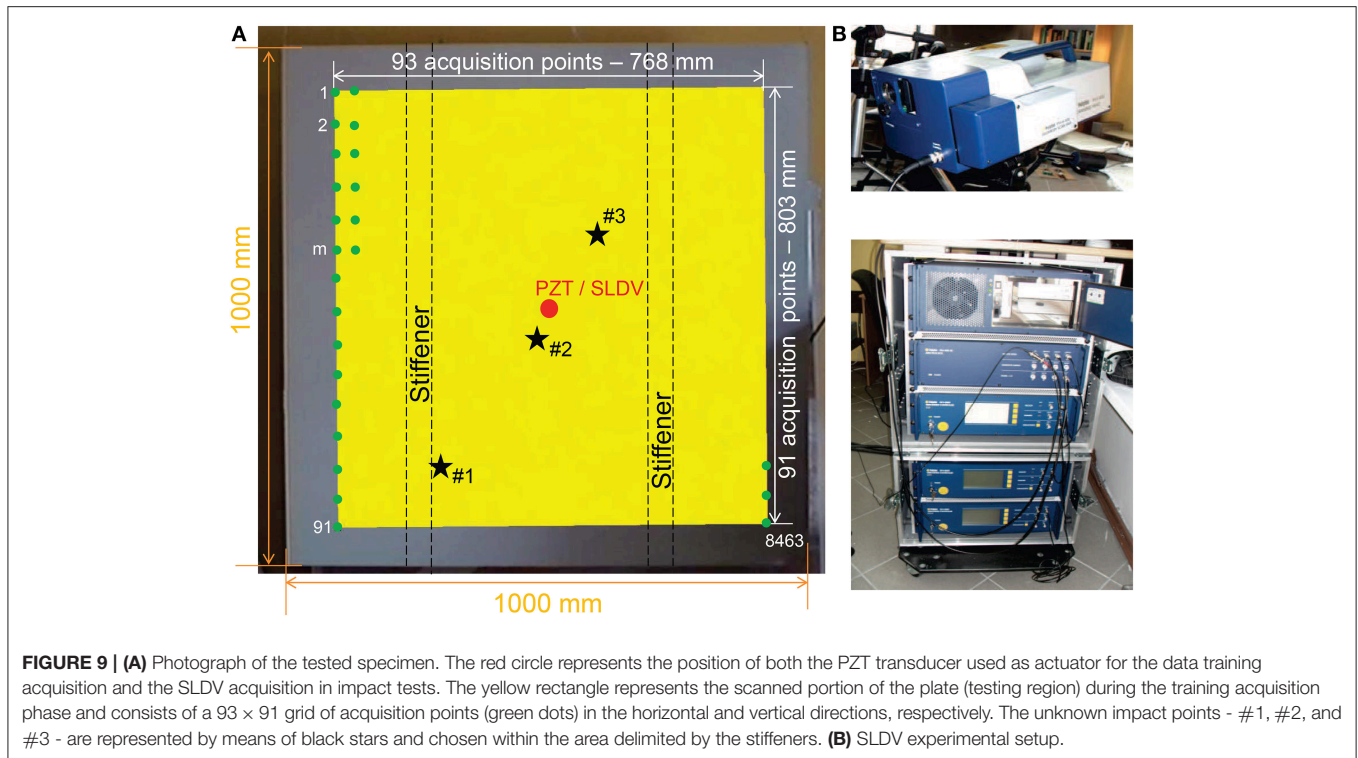 A
B
93 acquisition points – 768 mm
1
2
m
91
1000 mm
Stiffener
#3
PZT / SLDV
#2
#1
Stiffener
91 acquisition points – 803 mm
8463
1000 mm
FIGURE 9 | (A) Photograph of the tested specimen. The red circle represents the position of both the PZT transducer used as actuator for the data training
acquisition and the SLDV acquisition in impact tests. The yellow rectangle represents the scanned portion of the plate (testing region) during the training acquisition
phase and consists of a 93 × 91 grid of acquisition points (green dots) in the horizontal and vertical directions, respectively. The unknown impact points - #1, #2, and
#3 - are represented by means of black stars and chosen within the area delimited by the stiffeners. (B) SLDV experimental setup.